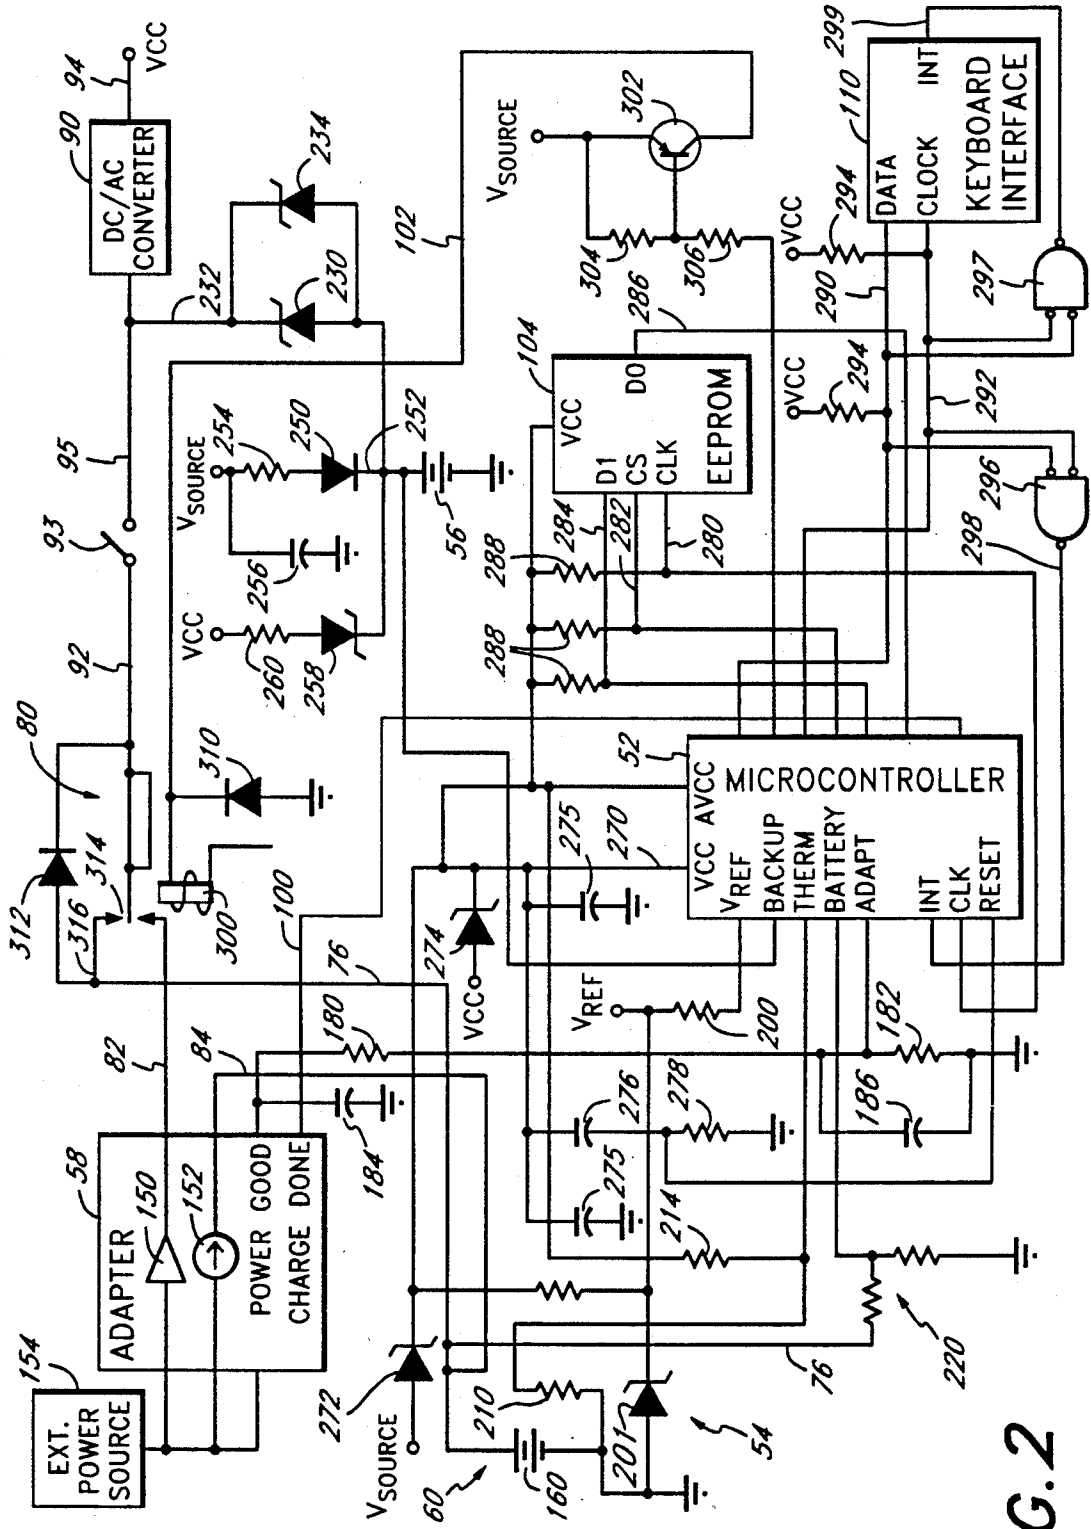 154
EXT.
POWER
SOURCE
58
ADAPTER
150
152
POWER GOOD
CHARGE DONE
82
84
184
180
76
100
312
316
314
80
300
310
92
93
95
232
90
DC/AC
CONVERTER
94
VCC
230
234
102
VCC
260
258
256
VSOURCE
254
250
252
56
VSOURCE
302
304
306
104
VCC
D1
D0
CS
CLK
EEPROM
286
284
282
280
288
288
272
VSOURCE
274
VCC
275
270
52
VCC
AVCC
MICROCONTROLLER
VREF
BACKUP
THERM
BATTERY
ADAPT
INT
CLK
RESET
VREF
200
276
278
275
214
182
186
210
60
160
201
54
76
220
VCC
294
290
VCC
294
292
296
298
297
110
DATA
CLOCK
INT
KEYBOARD
INTERFACE
299
G.2